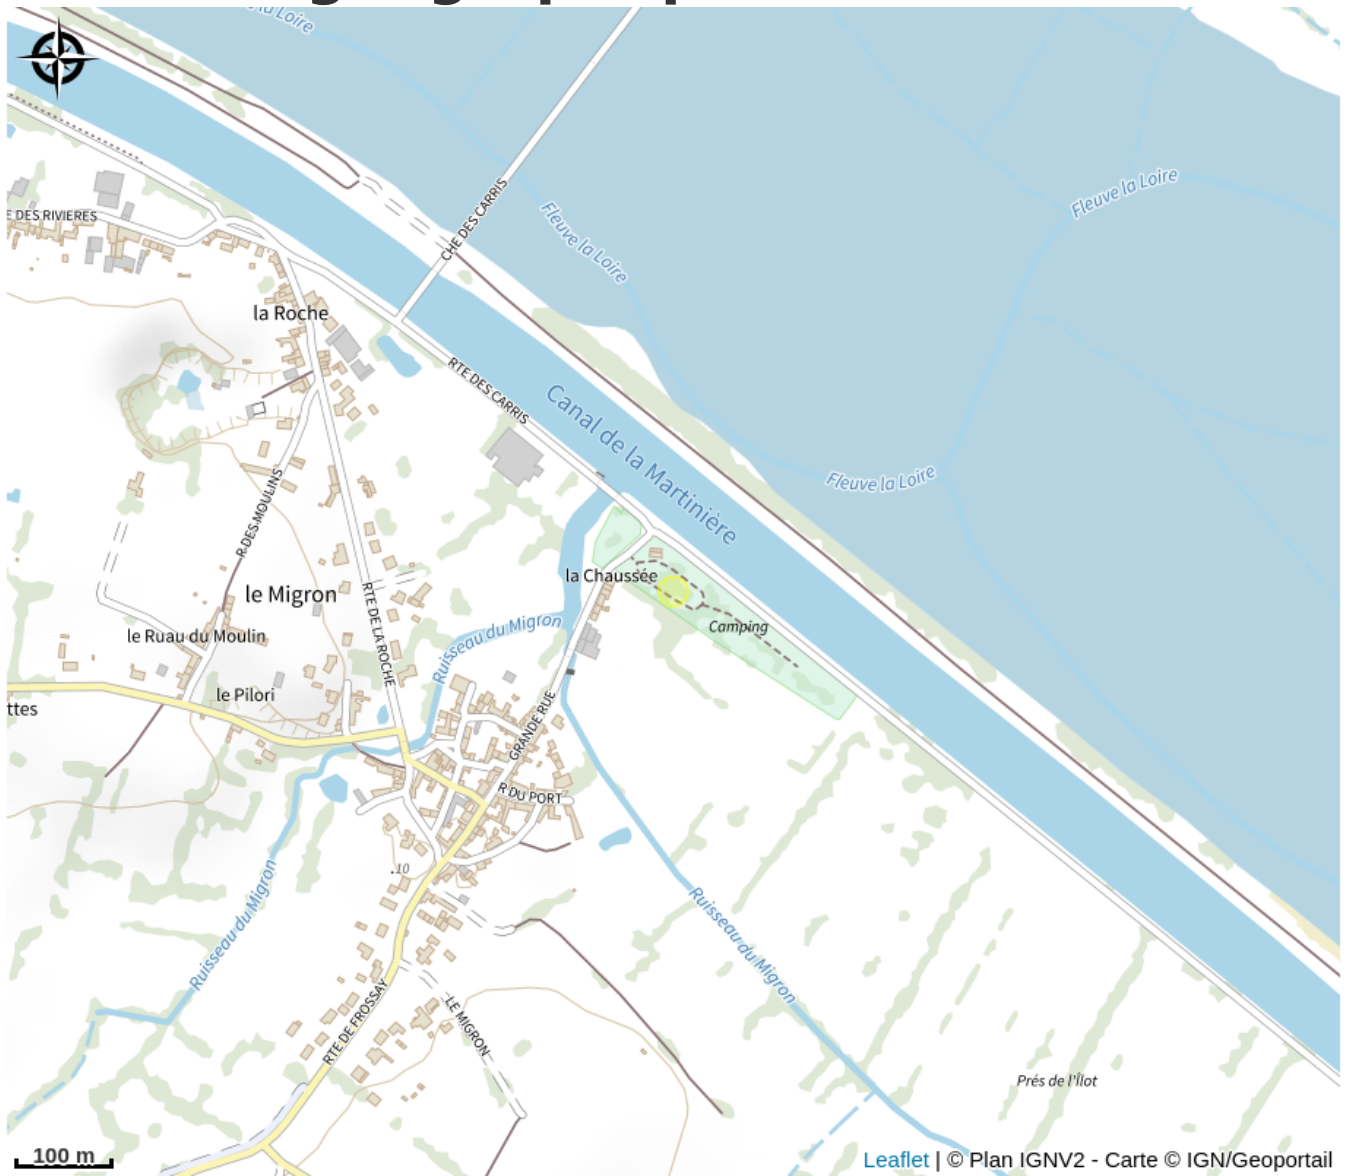 la Loire
CHE DES CARRIS
Fleuve la Loire
Fleuve la Loire
E DES RIVIERES
la Roche
RTE DES CARRIS
Canal de la Martinière
Fleuve la Loire
R DES MOULINS
la Chaussée
le Migron
RTE DE LA ROCHE
Ruisseau du Migron
Camping
le Ruau du Moulin
le Pilori
ttes
GRANDE RUE
R DU PORT
.10
Ruisseau du Migron
Ruisseau du Migron
RTE DE FROSSAY
LE MIGRON
Prés de l'Îlot
100 m
Leaflet | © Plan IGNV2 - Carte © IGN/Geoportail